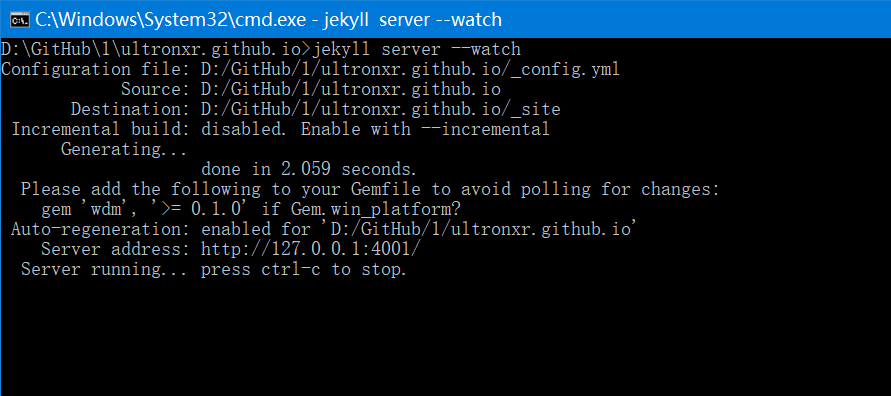 C:\Windows\System32\cmd.exe - jekyll  server --watch
D:\GitHub\1\ultronxr.github.io>jekyll server --watch
Configuration file: D:/GitHub/1/ultronxr.github.io/_config.yml
            Source: D:/GitHub/1/ultronxr.github.io
       Destination: D:/GitHub/1/ultronxr.github.io/_site
 Incremental build: disabled. Enable with --incremental
      Generating...
                    done in 2.059 seconds.
  Please add the following to your Gemfile to avoid polling for changes:
    gem 'wdm', '>= 0.1.0' if Gem.win_platform?
 Auto-regeneration: enabled for 'D:/GitHub/1/ultronxr.github.io'
    Server address: http://127.0.0.1:4001/
  Server running... press ctrl-c to stop.